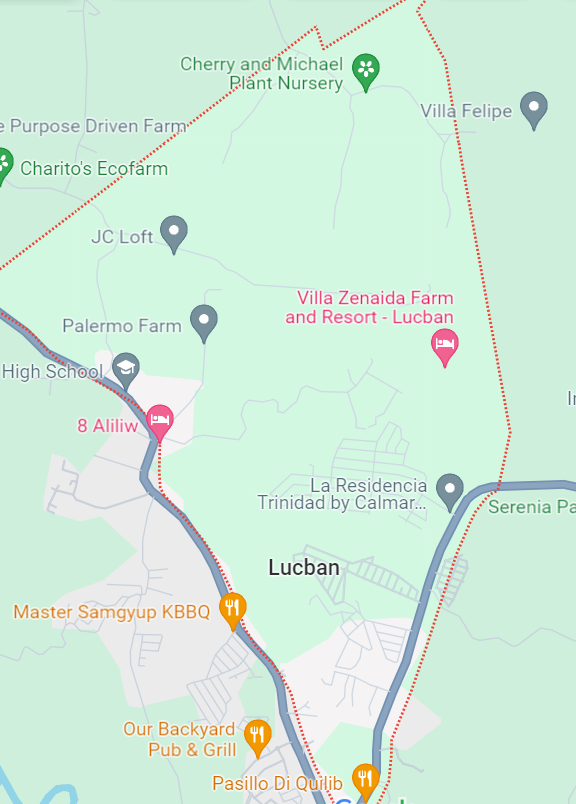 Cherry and Michael
Plant Nursery
Villa Felipe
e Purpose Driven Farm
Charito's Ecofarm
JC Loft
Villa Zenaida Farm
and Resort - Lucban
Palermo Farm
High School
8 Aliliw
La Residencia
Trinidad by Calmar...
Serenia Pa
Lucban
Master Samgyup KBBQ
Our Backyard
Pub & Grill
Pasillo Di Quilib